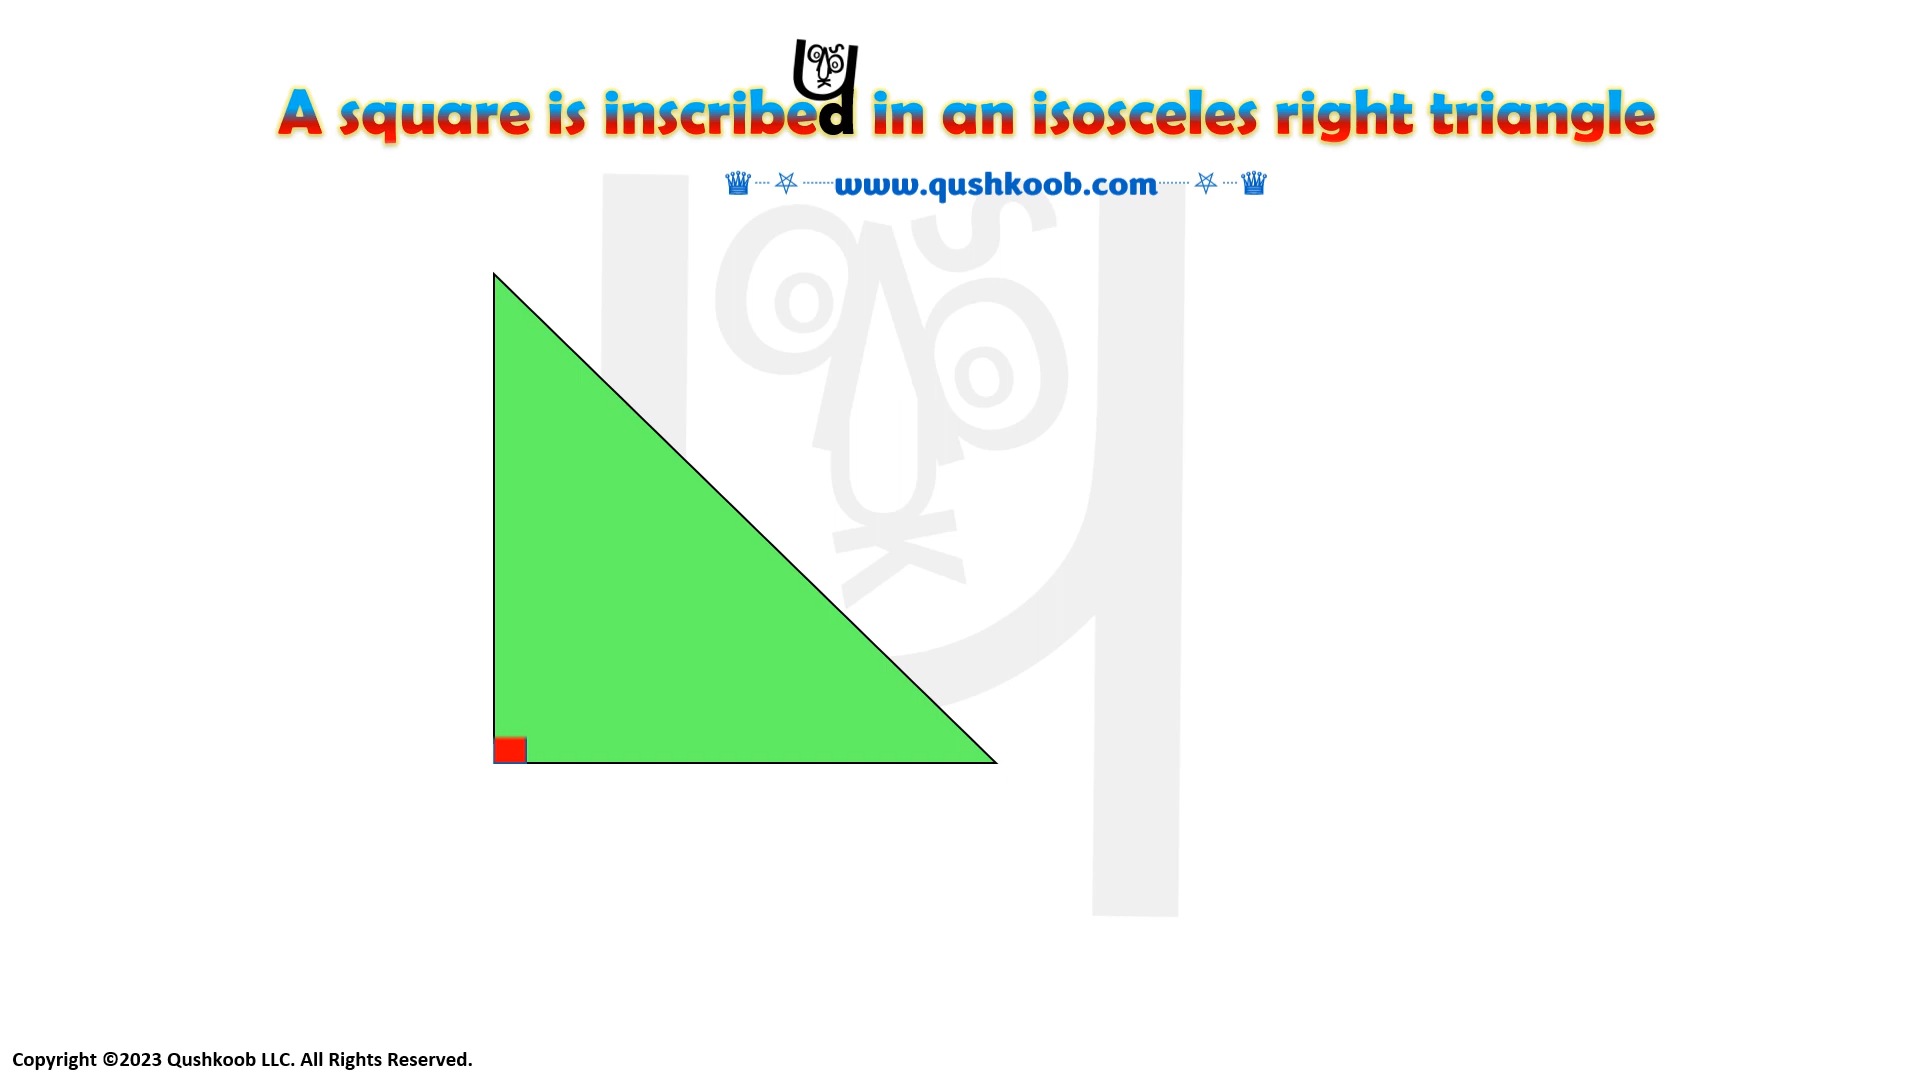 A square is inscribed in an isosceles right triangle
www.qushkoob.com
Copyright ©2023 Qushkoob LLC. All Rights Reserved.